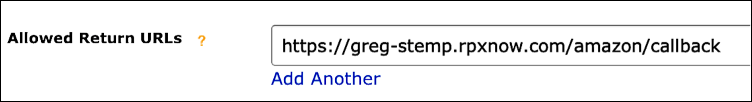 Allowed Return URLs ? https://greg-stemp.rpxnow.com/amazon/callback
Add Another